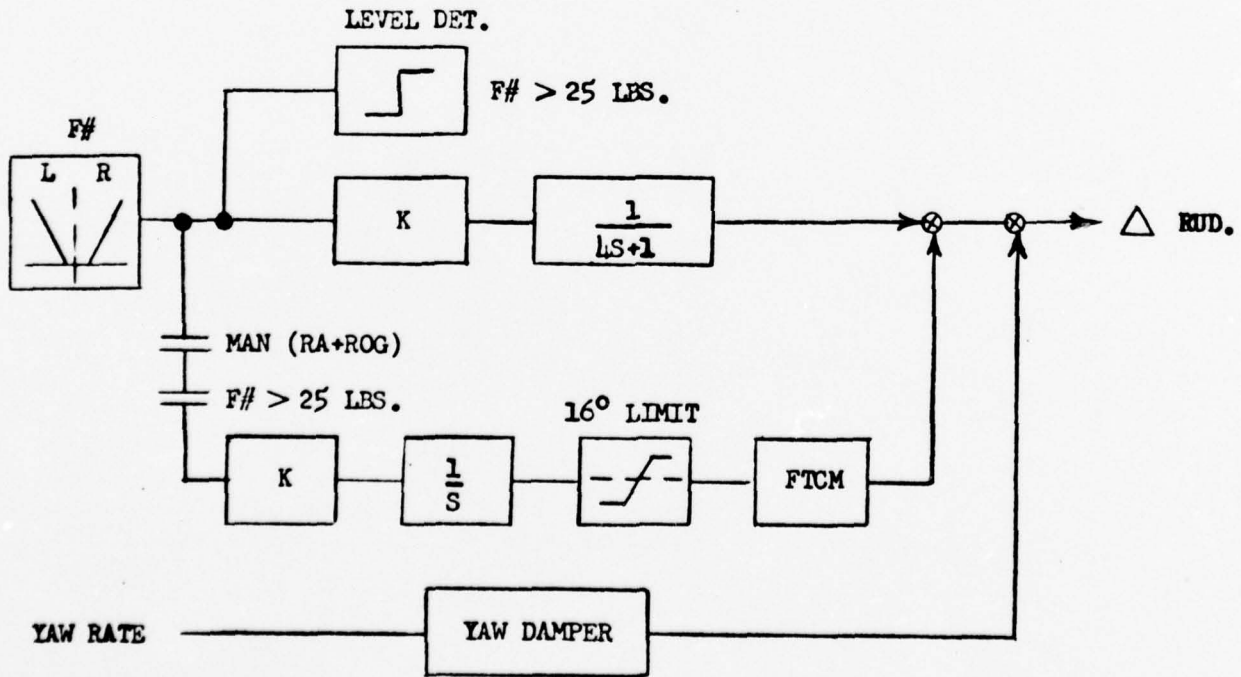 LEVEL DET.
F# > 25 LBS.
F#
L R
K
1
4S+1
△ RUD.
MAN (RA+ROG)
F# > 25 LBS.
16° LIMIT
K
1
S
FTCM
YAW RATE
YAW DAMPER